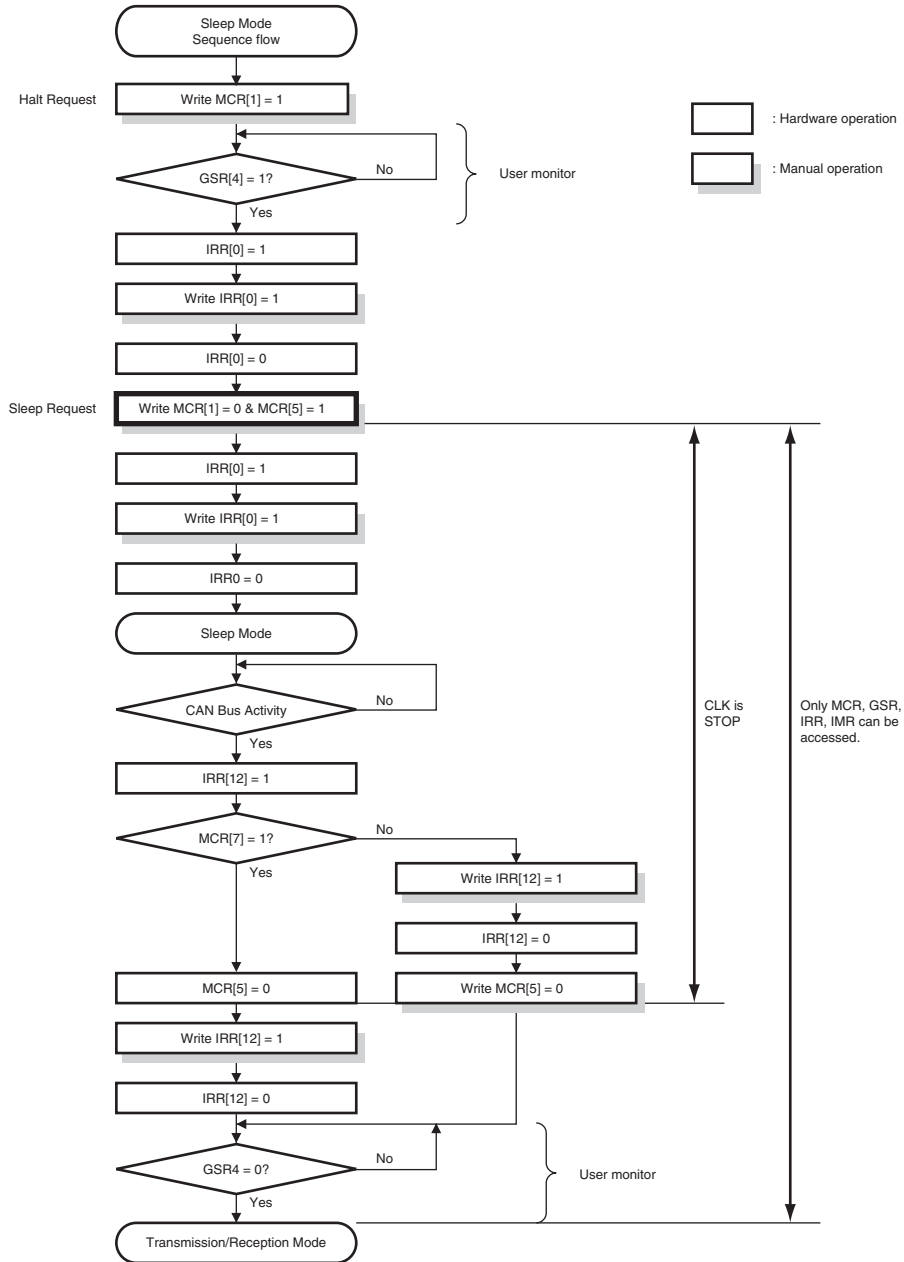 Sleep Mode
Sequence flow
Halt Request
Write MCR[1] = 1
: Hardware operation
: Manual operation
GSR[4] = 1?
No
User monitor
Yes
IRR[0] = 1
Write IRR[0] = 1
IRR[0] = 0
Sleep Request
Write MCR[1] = 0 & MCR[5] = 1
IRR[0] = 1
Write IRR[0] = 1
IRR0 = 0
Sleep Mode
CAN Bus Activity
No
Yes
CLK is
STOP
Only MCR, GSR,
IRR, IMR can be
accessed.
IRR[12] = 1
MCR[7] = 1?
No
Yes
Write IRR[12] = 1
IRR[12] = 0
MCR[5] = 0
Write MCR[5] = 0
Write IRR[12] = 1
IRR[12] = 0
GSR4 = 0?
No
User monitor
Yes
Transmission/Reception Mode